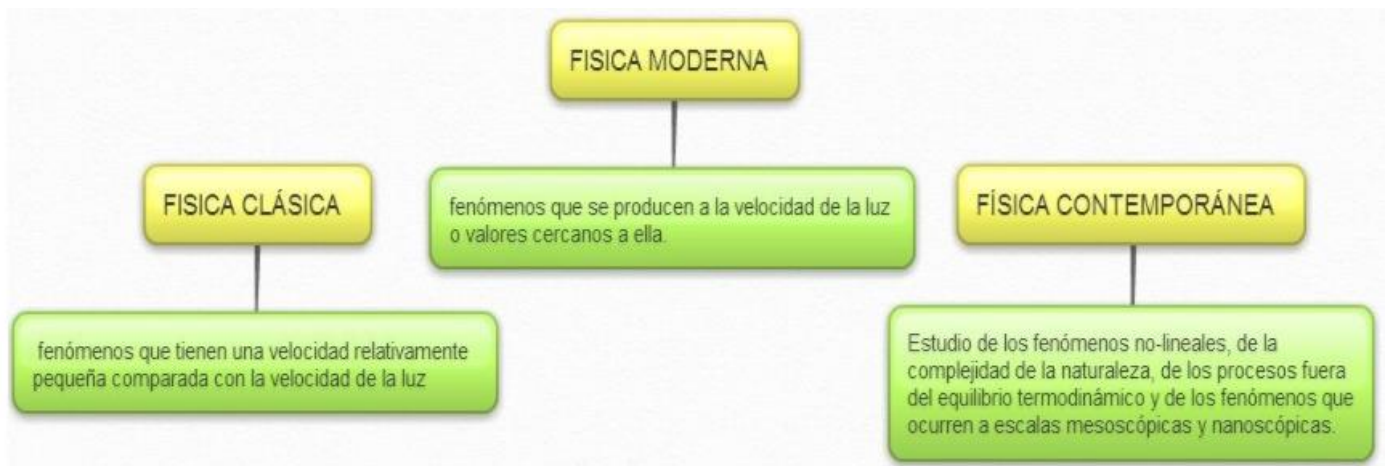 FISICA MODERNA
fenómenos que se producen a la velocidad de la luz
o valores cercanos a ella.
FISICA CLÁSICA
fenómenos que tienen una velocidad relativamente
pequeña comparada con la velocidad de la luz
FÍSICA CONTEMPORÁNEA
Estudio de los fenómenos no-lineales, de la
complejidad de la naturaleza, de los procesos fuera
del equilibrio termodinámico y de los fenómenos que
ocurren a escalas mesoscópicas y nanoscópicas.